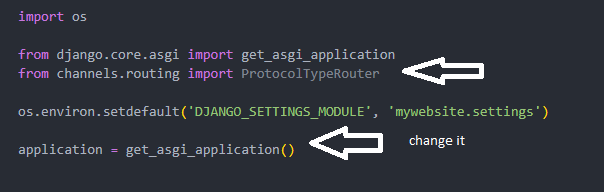 import os
from django.core.asgi import get_asgi_application
from channels.routing import ProtocolTypeRouter
os.environ.setdefault('DJANGO_SETTINGS_MODULE', 'mywebsite.settings')
application = get_asgi_application()
change it